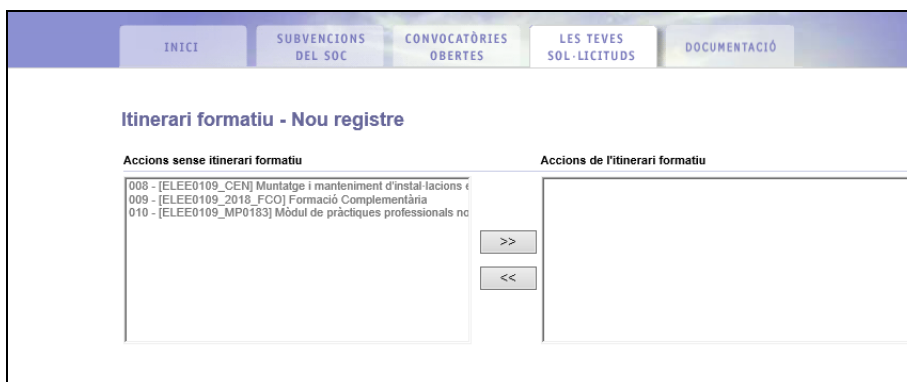 INICI
SUBVENCIONS
DEL SOC
CONVOCATÒRIES
OBERTES
LES TEVES
SOL·LICITUDS
DOCUMENTACIÓ
Itinerari formatiu - Nou registre
Accions sense itinerari formatiu
Accions de l'itinerari formatiu
008 - [ELEE0109_CEN] Muntatge i manteniment d'instal·lacions e
009 - [ELEE0109_2018_FCO] Formació Complementària
010 - [ELEE0109_MP0183] Mòdul de pràctiques professionals no
>>
<<